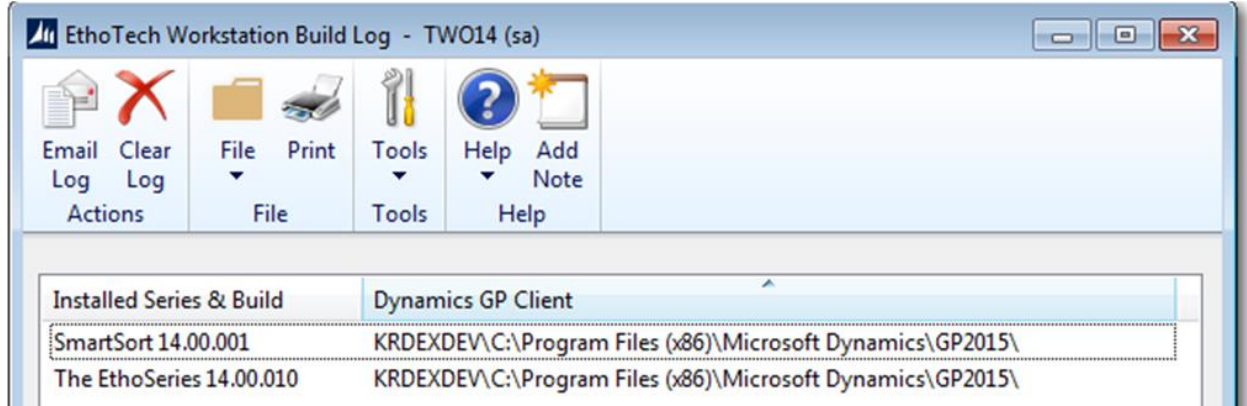 EthoTech Workstation Build Log - TWO14 (sa)
Email Clear File Print Tools Help Add
Log Log Note
Actions File Tools Help
Installed Series & Build Dynamics GP Client
SmartSort 14.00.001 KRDEXDEV\C:\Program Files (x86)\Microsoft Dynamics\GP2015\
The EthoSeries 14.00.010 KRDEXDEV\C:\Program Files (x86)\Microsoft Dynamics\GP2015\